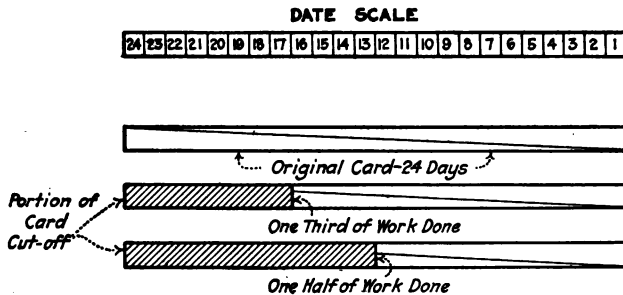 DATE SCALE
24 23 22 21 20 19 18 17 16 15 14 13 12 11 10 9 8 7 6 5 4 3 2 1
Original Card-24 Days
Portion of
Card
Cut-off
One Third of Work Done
One Half of Work Done